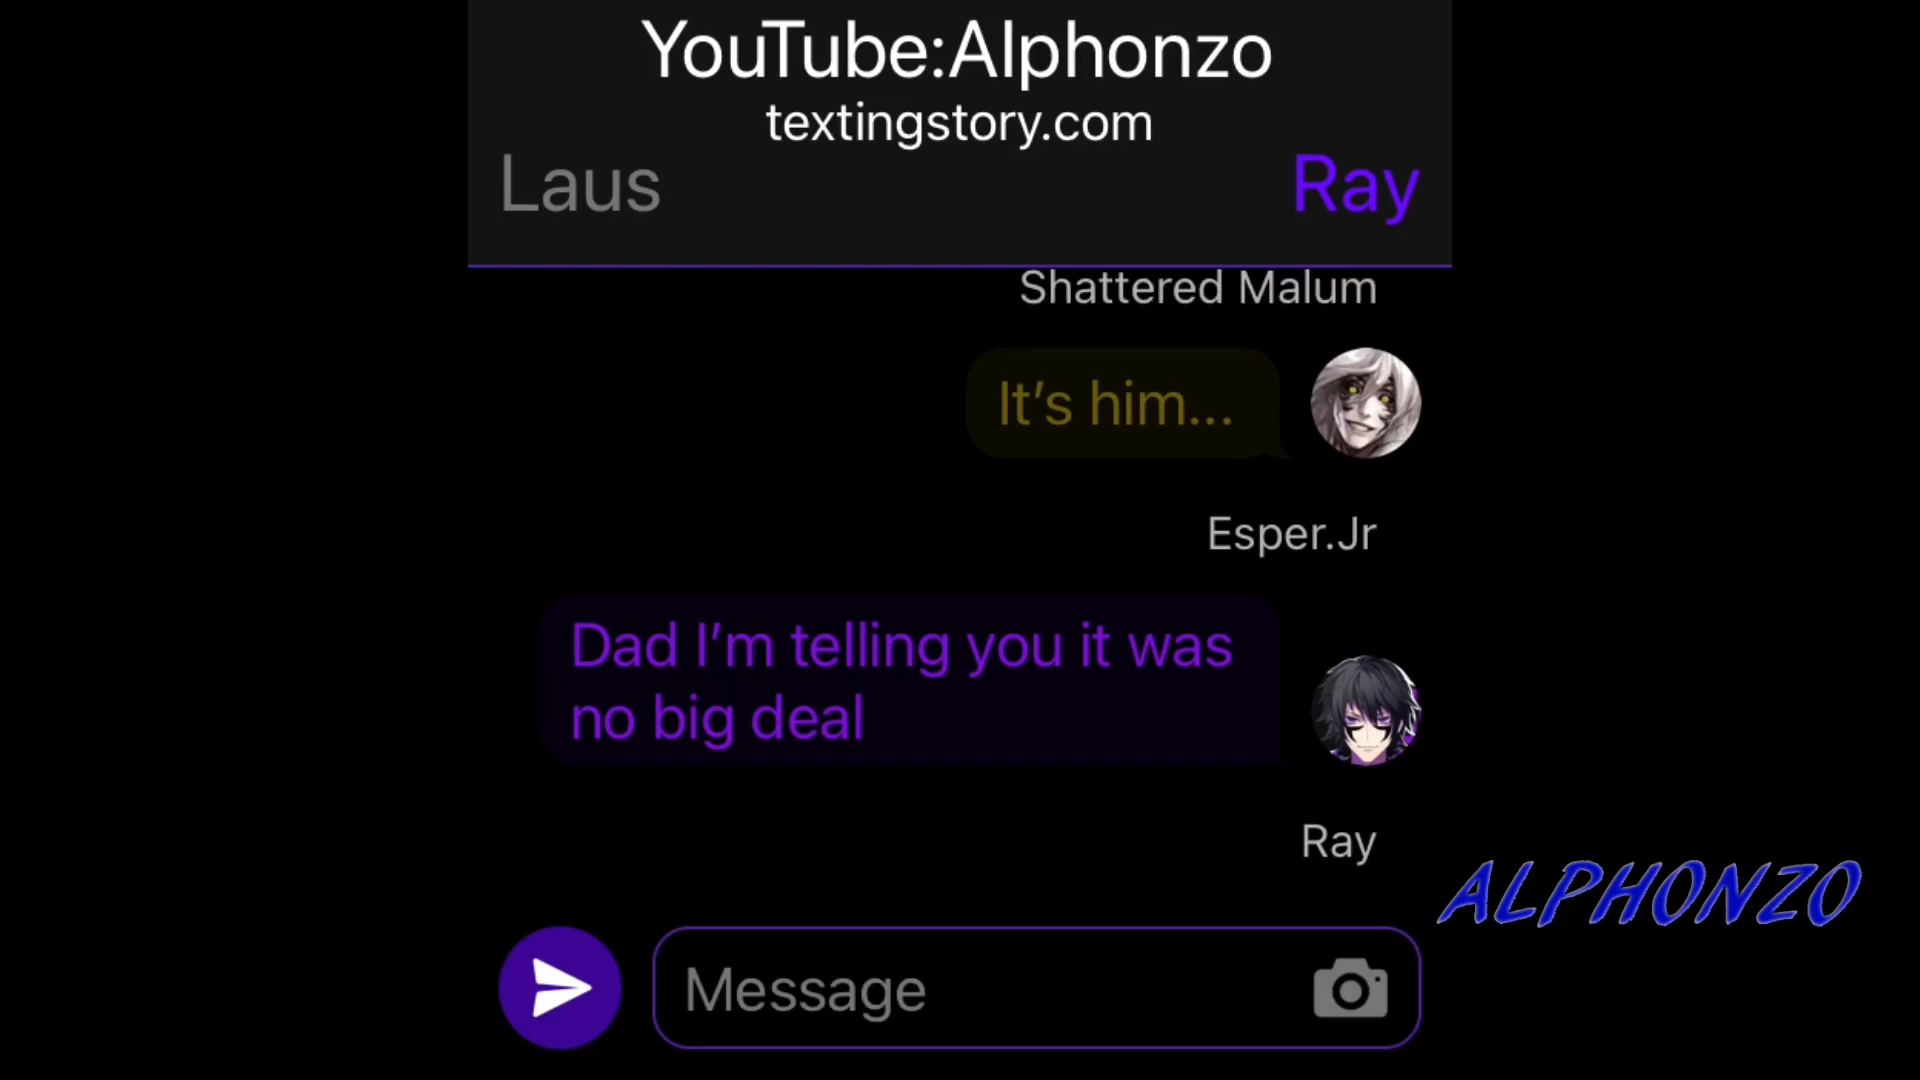 YouTube:Alphonzo
textingstory.com
Laus
Ray
Shattered Malum
It’s him...
Esper.Jr
Dad I’m telling you it was
no big deal
Ray
ALPHONZO
Message